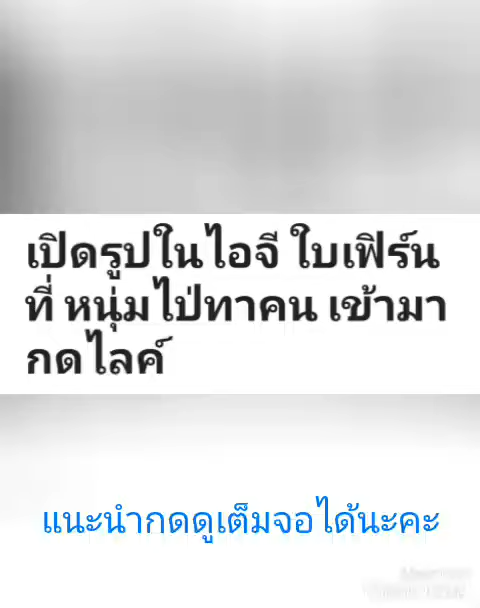 เปิดรูปในไอจี ใบเฟิร์น
ที่ หนุ่มไป่ทาคน เข้ามา
กดไลค์
แนะนำกดดูเต็มจอได้นะคะ